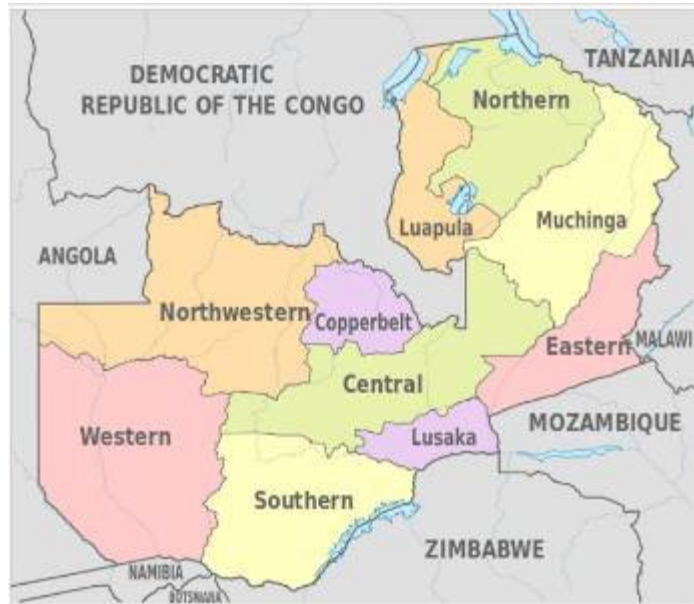 DEMOCRATIC
REPUBLIC OF THE CONGO
TANZANIA
Northern
Luapula
Muchinga
ANGOLA
Northwestern
Copperbelt
Eastern
MALAWI
Central
Western
Lusaka
MOZAMBIQUE
Southern
ZIMBABWE
NAMIBIA
BOTSWANA